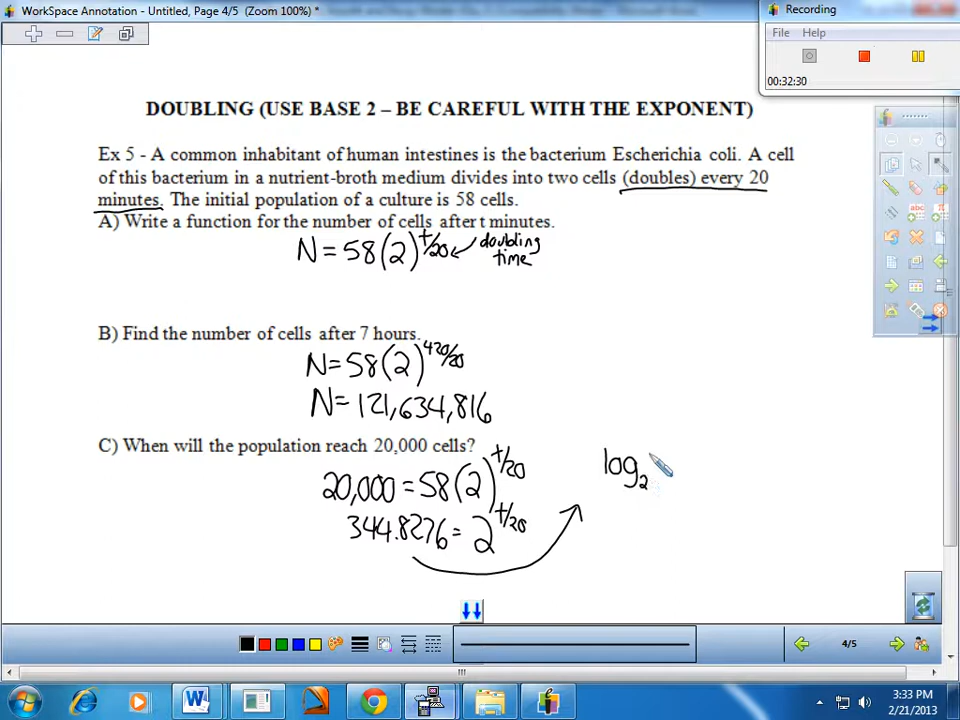 WorkSpace Annotation - Untitled, Page 4/5 (Zoom 100%) *
Recording
File Help
00:32:30
DOUBLING (USE BASE 2 – BE CAREFUL WITH THE EXPONENT)
Ex 5 - A common inhabitant of human intestines is the bacterium Escherichia coli. A cell
of this bacterium in a nutrient-broth medium divides into two cells (doubles) every 20
minutes. The initial population of a culture is 58 cells.
A) Write a function for the number of cells after t minutes.
N = 58(2)^t/20 doubling
time
B) Find the number of cells after 7 hours.
N = 58(2)^420/20
N = 121,634,816
C) When will the population reach 20,000 cells?
20,000 = 58(2)^t/20
344.8276 = 2^t/20
log₂
4/5
3:33 PM
2/21/2013